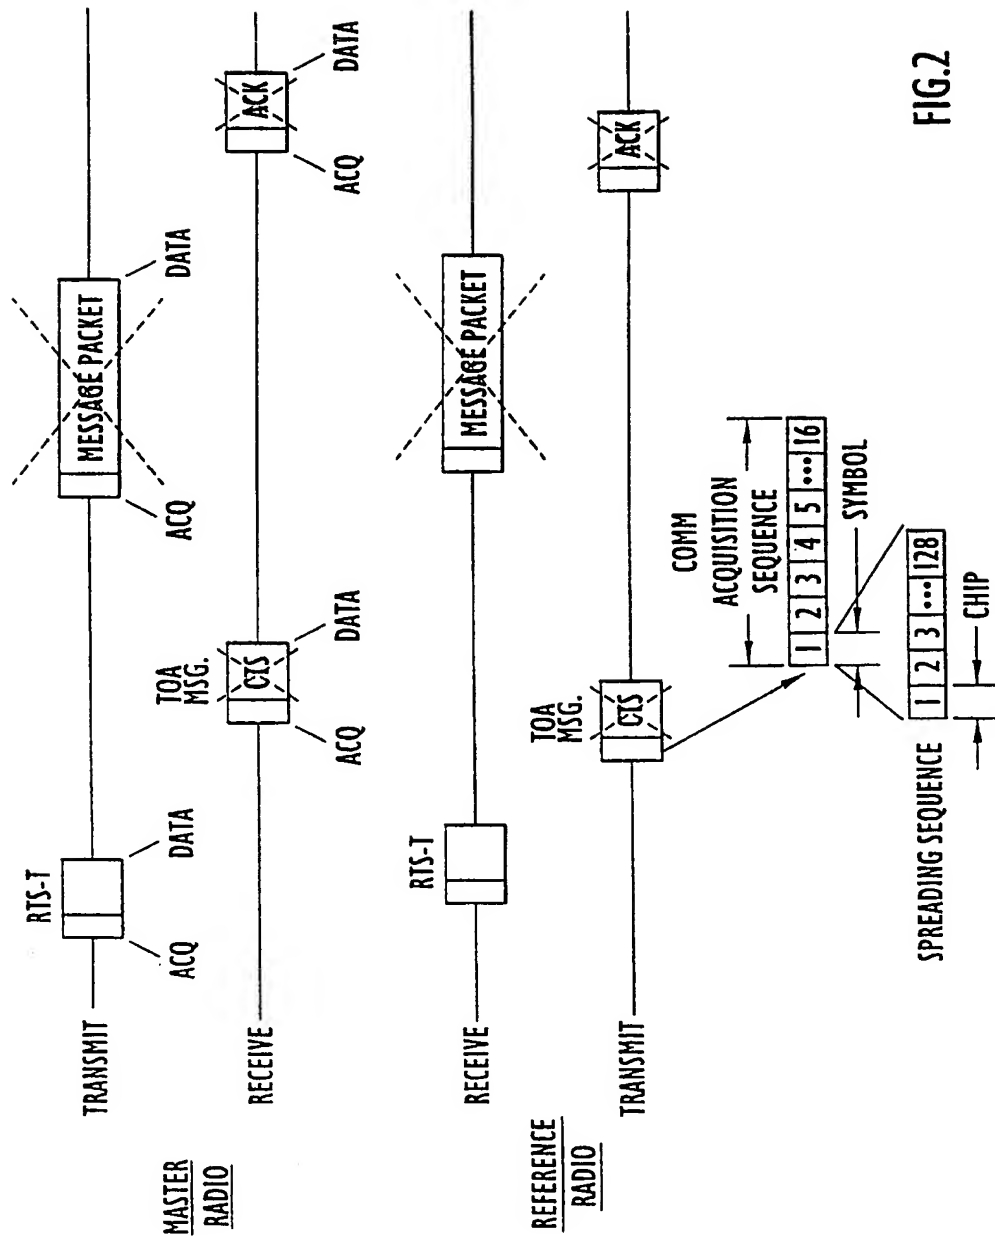 MASTER
RADIO
TRANSMIT
RTS-T
ACQ
DATA
ACQ
MESSAGE PACKET
DATA
RECEIVE
TOA
MSG.
CTS
ACQ
DATA
ACK
ACQ
DATA
REFERENCE
RADIO
RECEIVE
RTS-T
MESSAGE PACKET
TRANSMIT
TOA
MSG.
CTS
ACK
COMM
ACQUISITION
SEQUENCE
1 2 3 4 5 ••• 16
SYMBOL
SPREADING SEQUENCE
1 2 3 ••• 128
CHIP
FIG.2